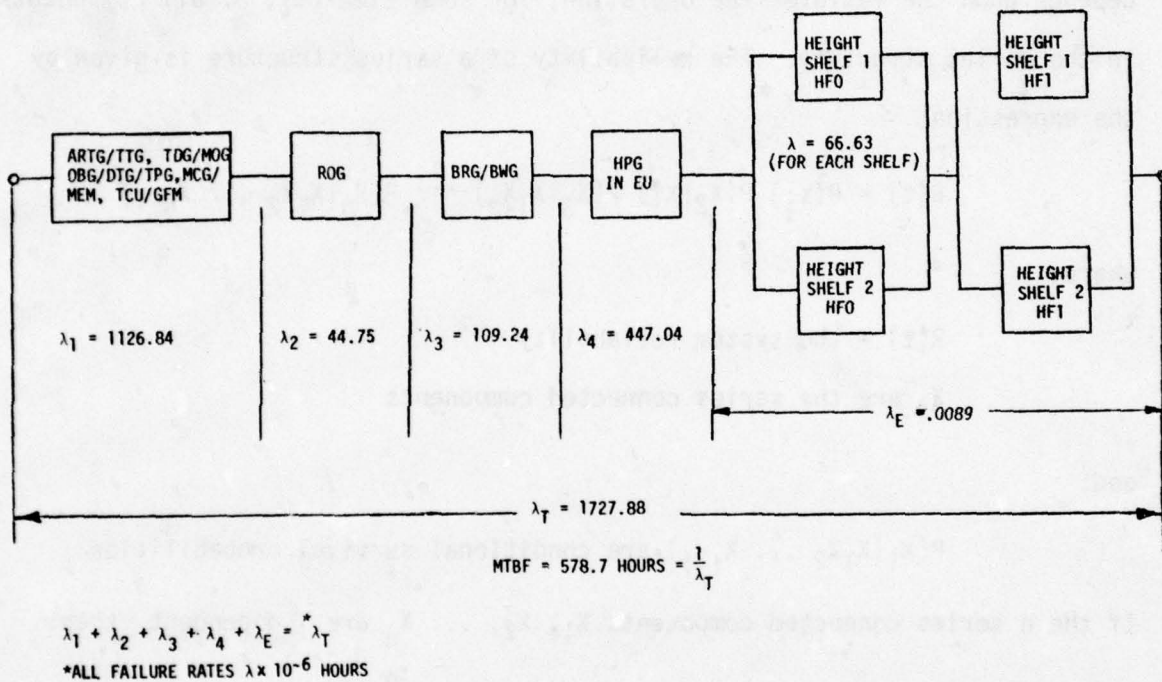 HEIGHT
SHELF 1
HF0
HEIGHT
SHELF 1
HF1
ARTG/TTG, TDG/MOG
OBG/DTG/TPG,MCG/
MEM, TCU/GFM
ROG
BRG/BWG
HPG
IN EU
λ = 66.63
(FOR EACH SHELF)
HEIGHT
SHELF 2
HF0
HEIGHT
SHELF 2
HF1
λ1 = 1126.84
λ2 = 44.75
λ3 = 109.24
λ4 = 447.04
λE = .0089
λT = 1727.88
MTBF = 578.7 HOURS = 1/λT
λ1 + λ2 + λ3 + λ4 + λE = λT
*ALL FAILURE RATES λ x 10-6 HOURS